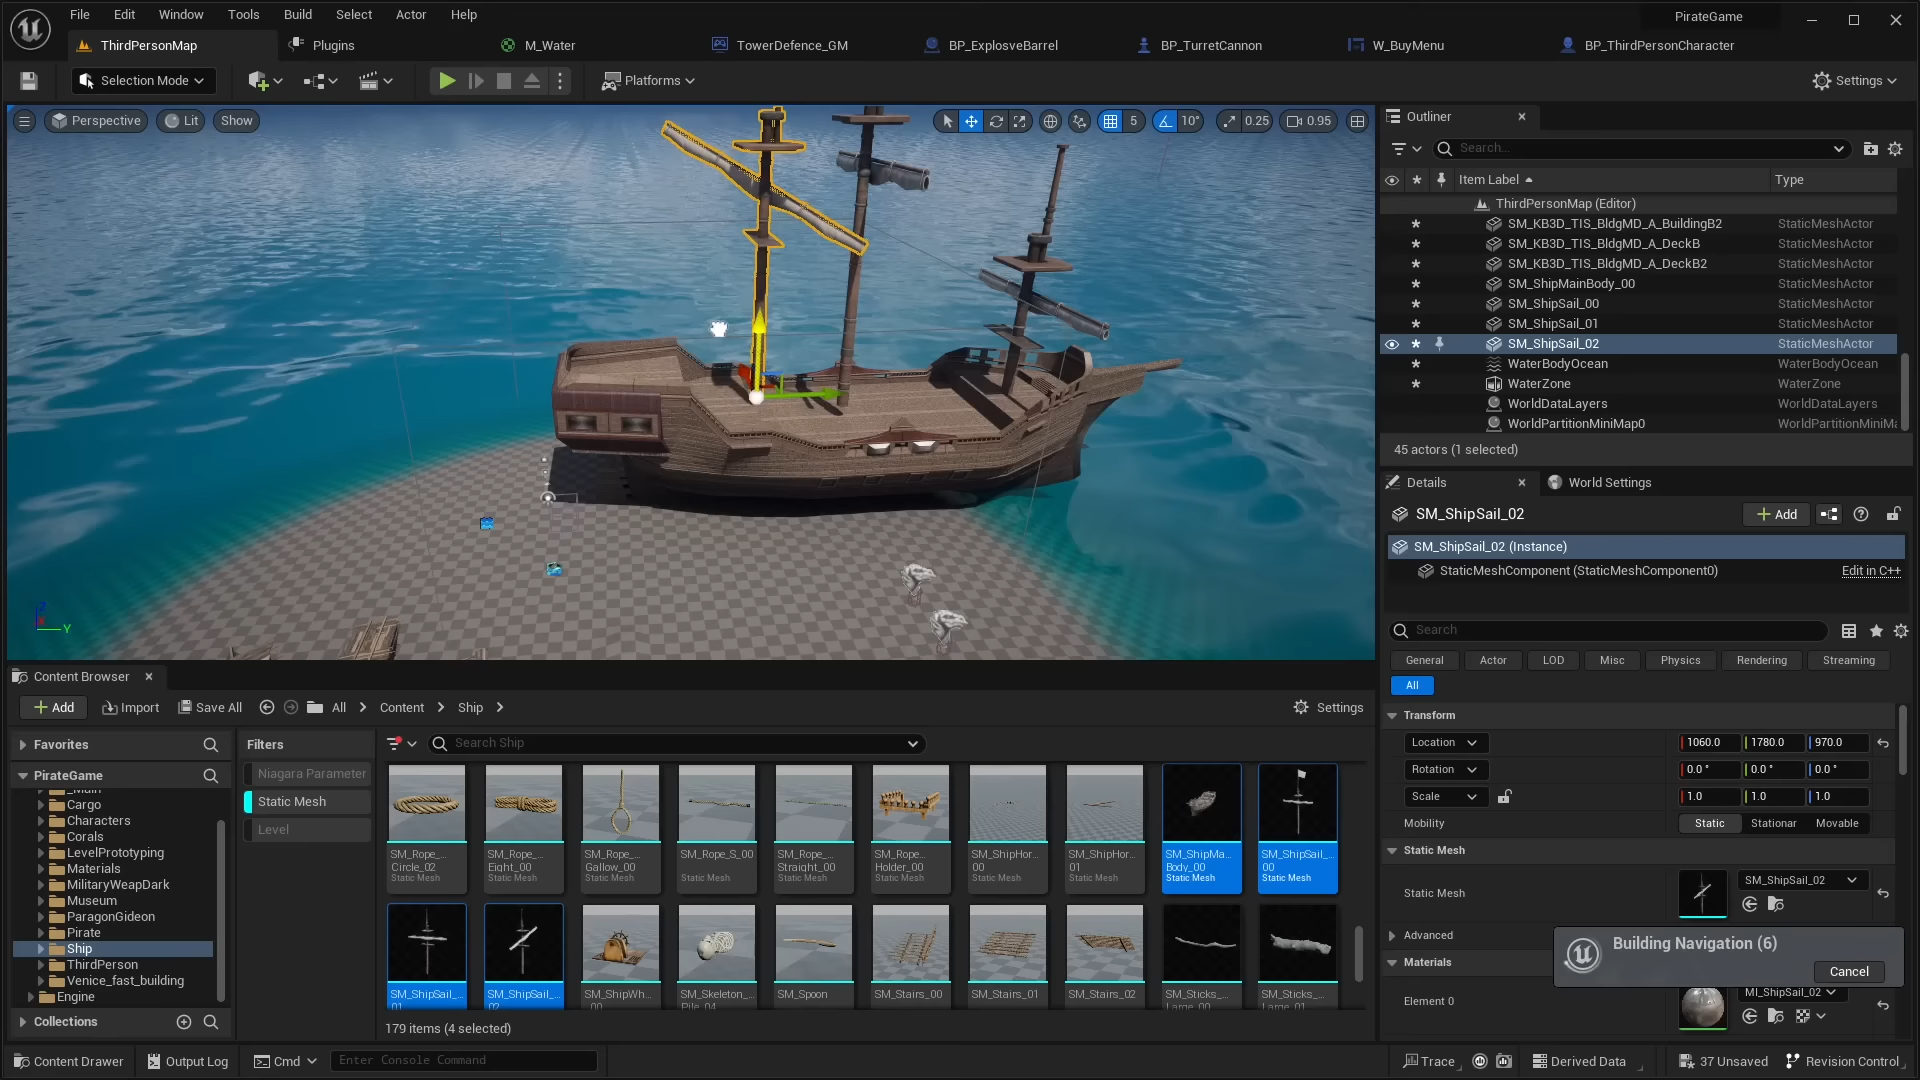 File Edit Window Tools Build Select Actor Help
PirateGame
ThirdPersonMap
Plugins
M_Water
TowerDefence_GM
BP_ExplosveBarrel
BP_TurretCannon
W_BuyMenu
BP_ThirdPersonCharacter
Selection Mode
Platforms
Settings
Perspective
Lit
Show
5
10°
0.25
0.95
Z
Y
Outliner
Search...
Item Label
Type
ThirdPersonMap (Editor)
SM_KB3D_TIS_BldgMD_A_BuildingB2 StaticMeshActor
SM_KB3D_TIS_BldgMD_A_DeckB StaticMeshActor
SM_KB3D_TIS_BldgMD_A_DeckB2 StaticMeshActor
SM_ShipMainBody_00 StaticMeshActor
SM_ShipSail_00 StaticMeshActor
SM_ShipSail_01 StaticMeshActor
SM_ShipSail_02 StaticMeshActor
WaterBodyOcean WaterBodyOcean
WaterZone WaterZone
WorldDataLayers WorldDataLayers
WorldPartitionMiniMap0 WorldPartitionMiniMa
45 actors (1 selected)
Details
World Settings
SM_ShipSail_02
Add
SM_ShipSail_02 (Instance)
StaticMeshComponent (StaticMeshComponent0)
Edit in C++
Search
General Actor LOD Misc Physics Rendering Streaming
All
Transform
Location 1060.0 1780.0 970.0
Rotation 0.0 ° 0.0 ° 0.0 °
Scale 1.0 1.0 1.0
Mobility Static Stationar Movable
Static Mesh
Static Mesh SM_ShipSail_02
Advanced
Materials
Element 0 MI_ShipSail_02
Building Navigation (6)
Cancel
Content Browser
Add
Import
Save All
All
Content
Ship
Settings
Favorites
PirateGame
_Main
Cargo
Characters
Corals
LevelPrototyping
Materials
MilitaryWeapDark
Museum
ParagonGideon
Pirate
Ship
ThirdPerson
Venice_fast_building
Engine
Collections
Filters
Niagara Parameter
Static Mesh
Level
Search Ship
SM_Rope_...
Circle_02
Static Mesh
SM_Rope_...
Eight_00
Static Mesh
SM_Rope_...
Gallow_00
Static Mesh
SM_Rope_S_00
Static Mesh
SM_Rope_...
Straight_00
Static Mesh
SM_Rope...
Holder_00
Static Mesh
SM_ShipHor...
00
Static Mesh
SM_ShipHor...
01
Static Mesh
SM_ShipMa...
Body_00
Static Mesh
SM_ShipSail_...
00
Static Mesh
SM_ShipSail_...
01
SM_ShipSail_...
02
SM_ShipWh...
00
SM_Skeleton_...
Pile_04
SM_Spoon
SM_Stairs_00
SM_Stairs_01
SM_Stairs_02
SM_Sticks_...
Large_00
SM_Sticks_...
Large_01
179 items (4 selected)
Content Drawer
Output Log
Cmd
Enter Console Command
Trace
Derived Data
37 Unsaved
Revision Control